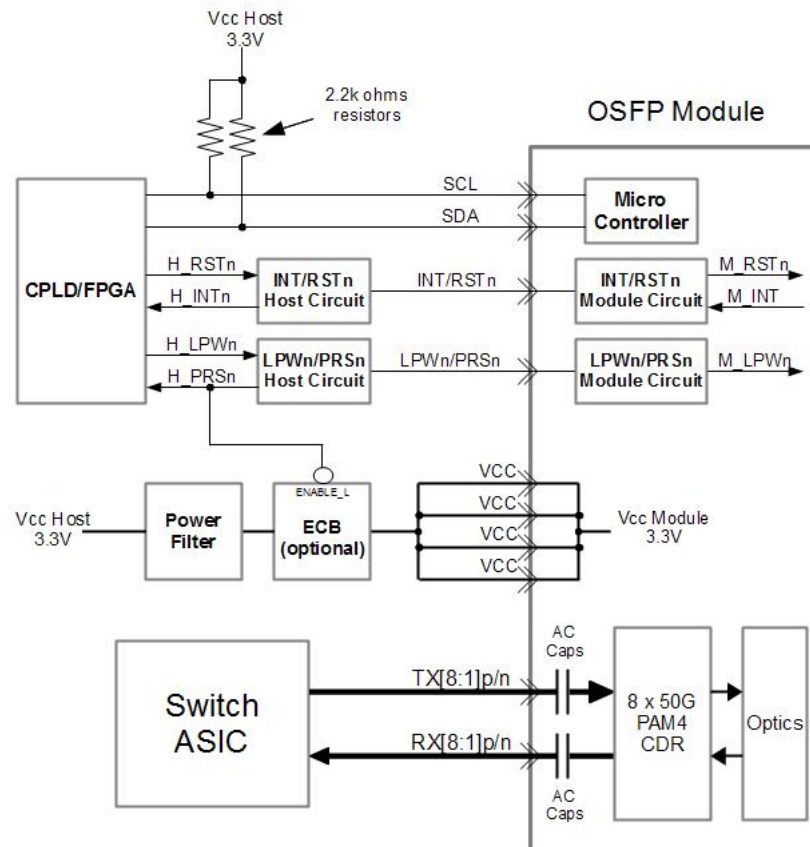 Vcc Host
3.3V
2.2k ohms
resistors
OSFP Module
SCL
SDA
Micro
Controller
CPLD/FPGA
H_RSTn
H_INTn
INT/RSTn
Host Circuit
INT/RSTn
INT/RSTn
Module Circuit
M_RSTn
M_INT
H_LPWn
H_PRSn
LPWn/PRSn
Host Circuit
LPWn/PRSn
LPWn/PRSn
Module Circuit
M_LPWn
Vcc Host
3.3V
Power
Filter
ENABLE_L
ECB
(optional)
VCC
VCC
VCC
VCC
Vcc Module
3.3V
Switch
ASIC
TX[8:1]p/n
RX[8:1]p/n
AC
Caps
AC
Caps
8 x 50G
PAM4
CDR
Optics